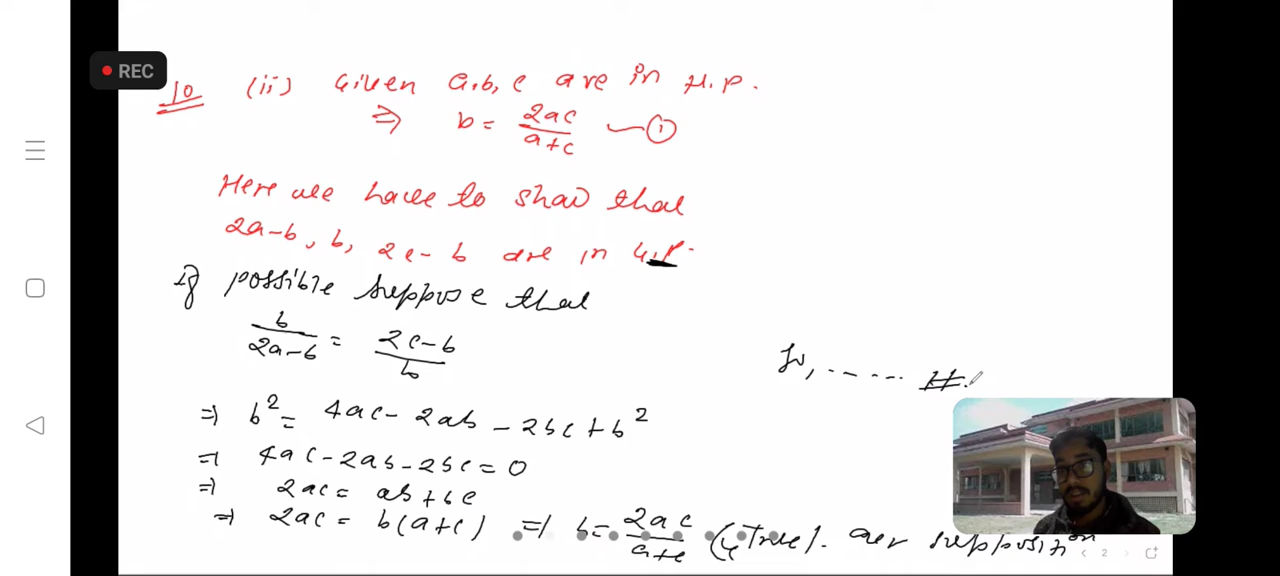 REC
10 (ii) Given a,b, c are in H.P.
⇒ b = 2ac/a+c — ①
Here we have to show that
2a-b, b, 2c-b are in G.P.
if possible suppose that
b/2a-b = 2c-b/b
So, ..... #.
⇒ b² = 4ac - 2ab - 2bc + b²
⇒ 4ac - 2ab - 2bc = 0
⇒ 2ac = ab + bc
⇒ 2ac = b(a+c) ⇒ b = 2ac/a+c (True). our supposition
2